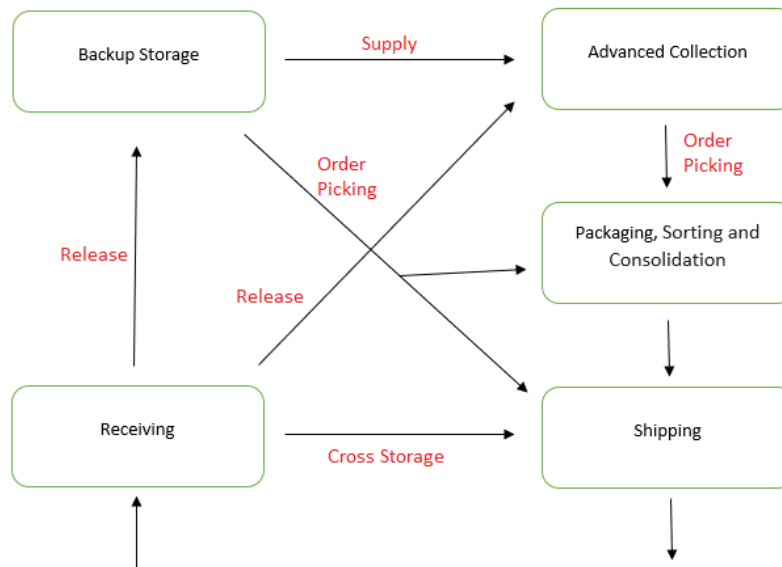 Backup Storage
Supply
Advanced Collection
Order
Picking
Order
Picking
Release
Release
Packaging, Sorting and
Consolidation
Receiving
Cross Storage
Shipping